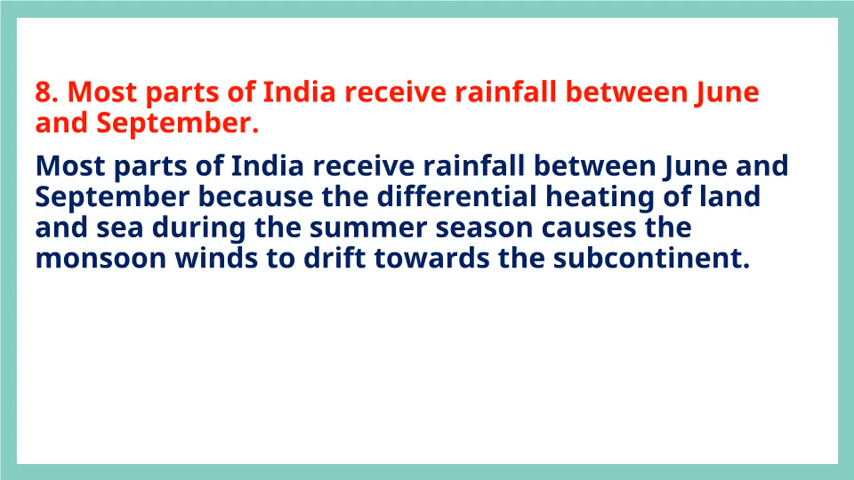 8. Most parts of India receive rainfall between June
and September.
Most parts of India receive rainfall between June and
September because the differential heating of land
and sea during the summer season causes the
monsoon winds to drift towards the subcontinent.